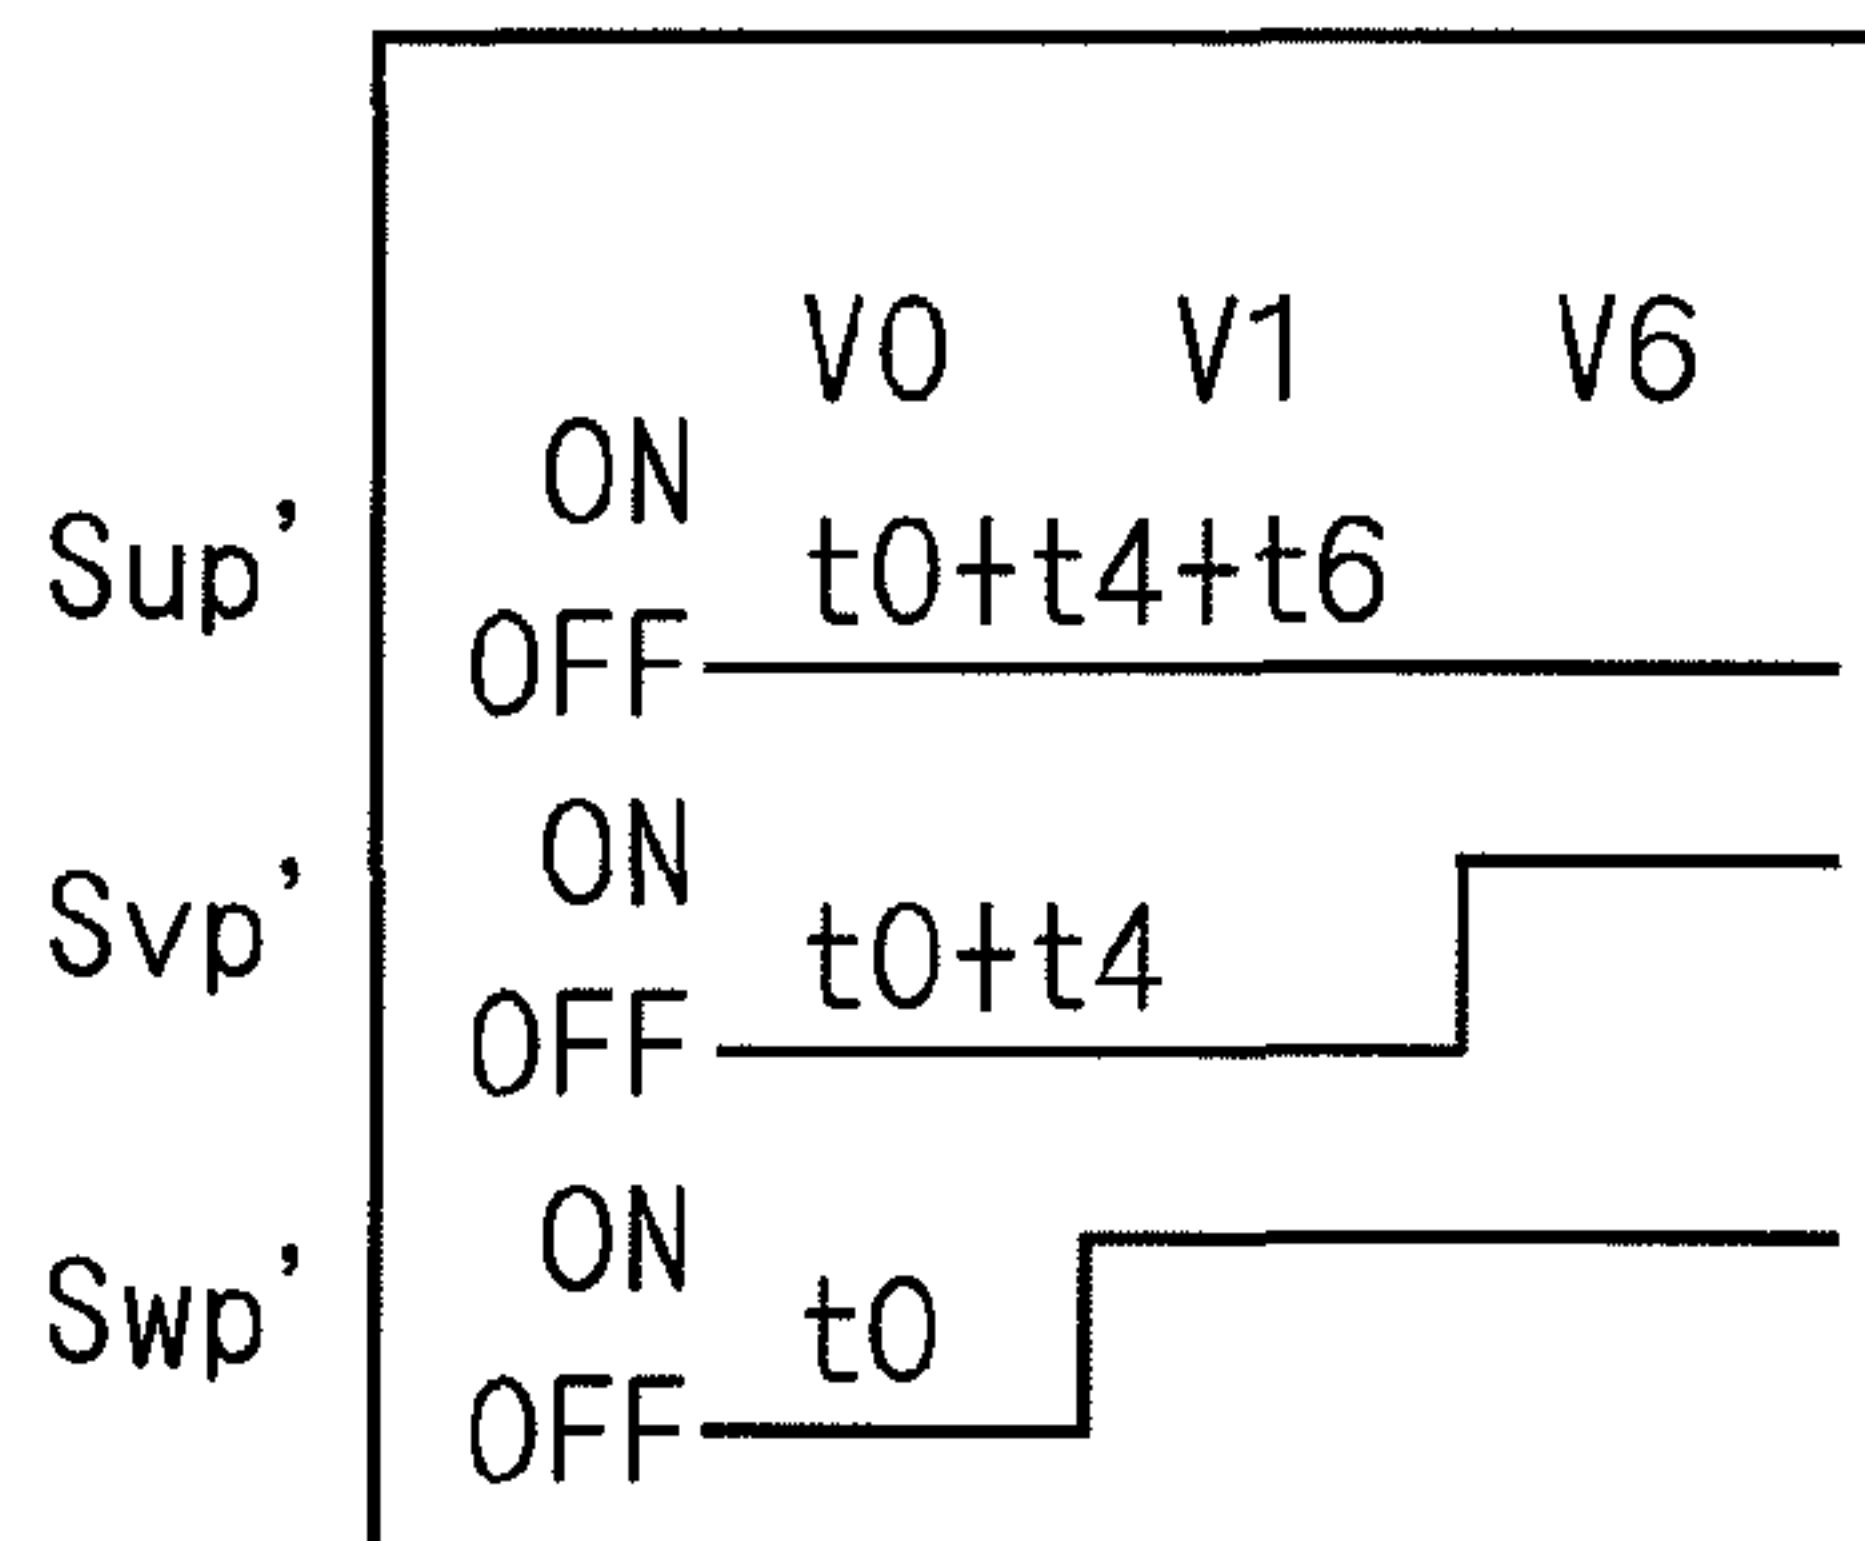 V0 V1 V6
ON
Sup’ t0+t4+t6
OFF
ON
Svp’ t0+t4
OFF
ON
Swp’ t0
OFF